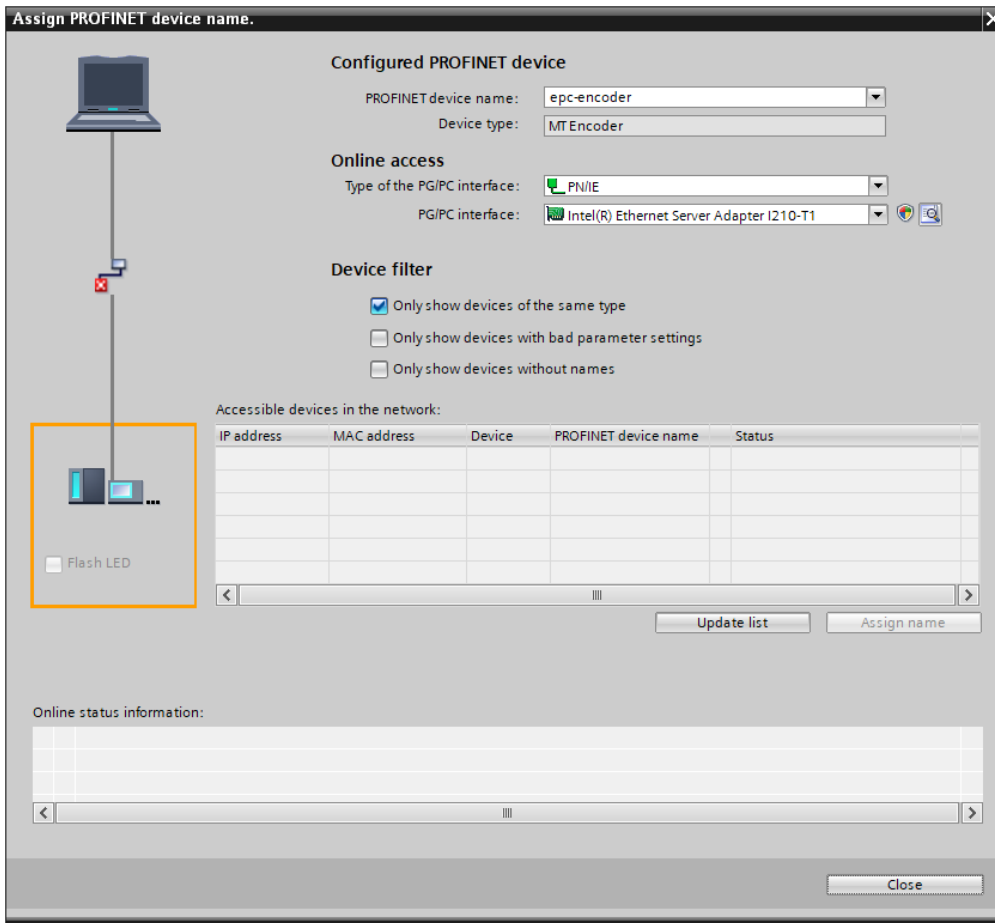 Assign PROFINET device name.
Configured PROFINET device
PROFINET device name: epc-encoder
Device type: MT Encoder
Online access
Type of the PG/PC interface: PN/IE
PG/PC interface: Intel(R) Ethernet Server Adapter I210-T1
Device filter
Only show devices of the same type
Only show devices with bad parameter settings
Only show devices without names
Accessible devices in the network:
IP address MAC address Device PROFINET device name Status
Flash LED
Update list Assign name
Online status information:
Close